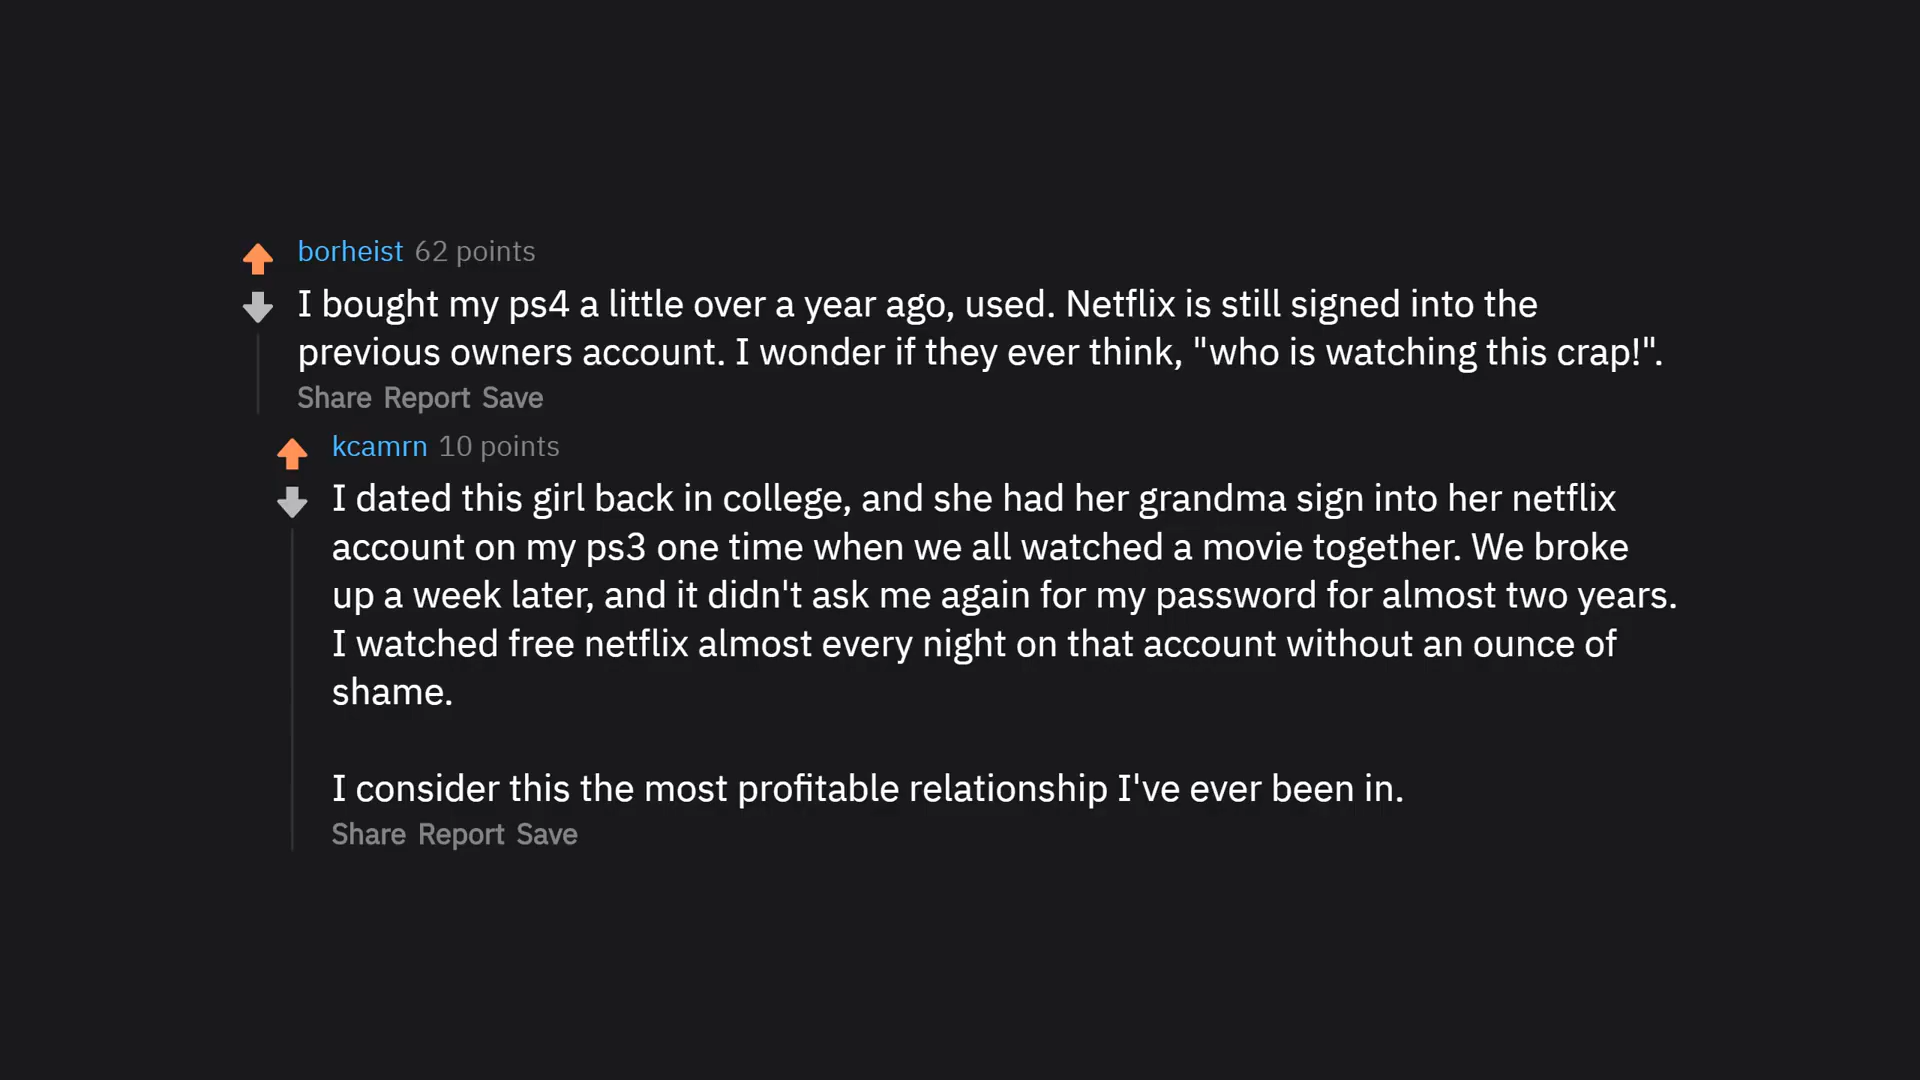 borheist 62 points
I bought my ps4 a little over a year ago, used. Netflix is still signed into the
previous owners account. I wonder if they ever think, "who is watching this crap!".
Share Report Save
kcamrn 10 points
I dated this girl back in college, and she had her grandma sign into her netflix
account on my ps3 one time when we all watched a movie together. We broke
up a week later, and it didn't ask me again for my password for almost two years.
I watched free netflix almost every night on that account without an ounce of
shame.
I consider this the most profitable relationship I've ever been in.
Share Report Save